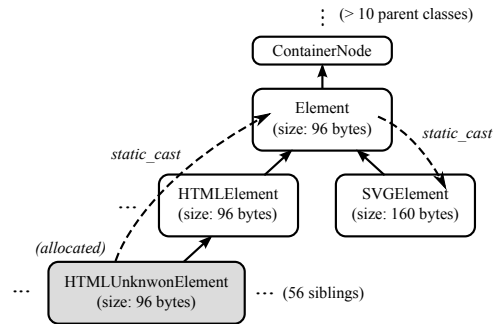 ⋮ (> 10 parent classes)
ContainerNode
Element
(size: 96 bytes)
static_cast
static_cast
HTMLElement
(size: 96 bytes)
SVGElement
(size: 160 bytes)
...
(allocated)
HTMLUnknwonElement
(size: 96 bytes)
...
... (56 siblings)